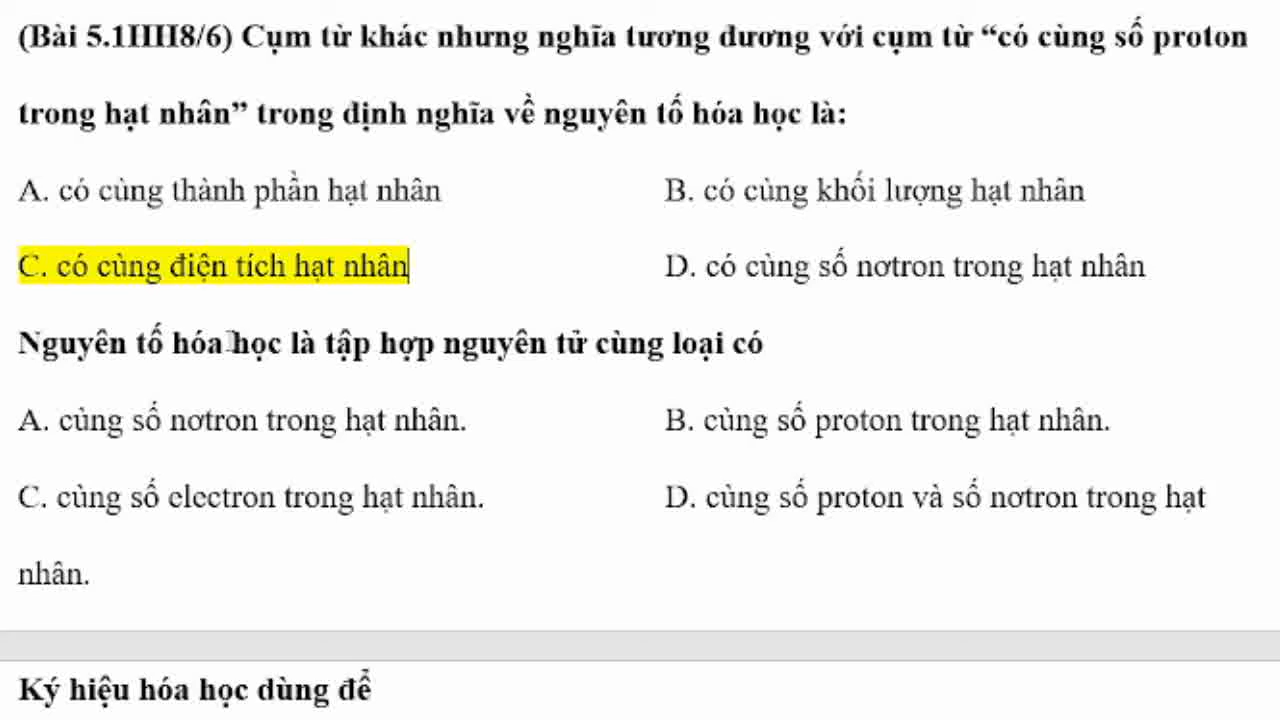 (Bài 5.1HH8/6) Cụm từ khác nhưng nghĩa tương đương với cụm từ “có cùng số proton
trong hạt nhân” trong định nghĩa về nguyên tố hóa học là:
A. có cùng thành phần hạt nhân B. có cùng khối lượng hạt nhân
C. có cùng điện tích hạt nhân D. có cùng số nơtron trong hạt nhân
Nguyên tố hóa học là tập hợp nguyên tử cùng loại có
A. cùng số nơtron trong hạt nhân. B. cùng số proton trong hạt nhân.
C. cùng số electron trong hạt nhân. D. cùng số proton và số nơtron trong hạt
nhân.
Ký hiệu hóa học dùng để